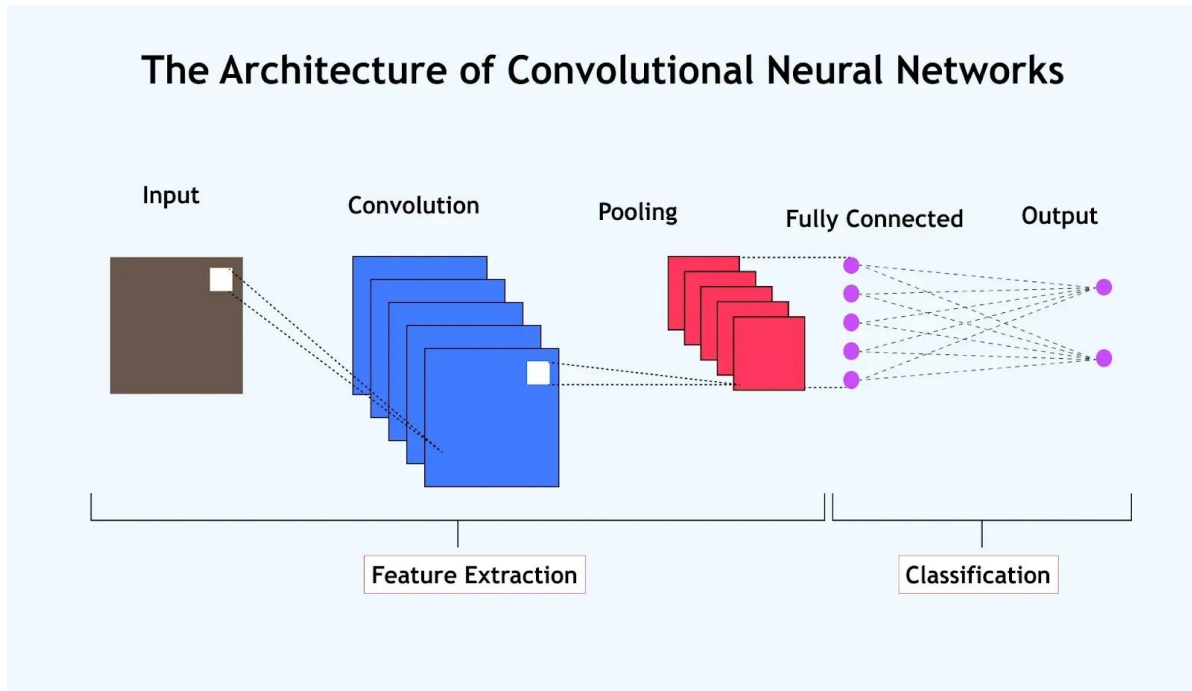 The Architecture of Convolutional Neural Networks
Input
Convolution
Pooling
Fully Connected
Output
Feature Extraction
Classification